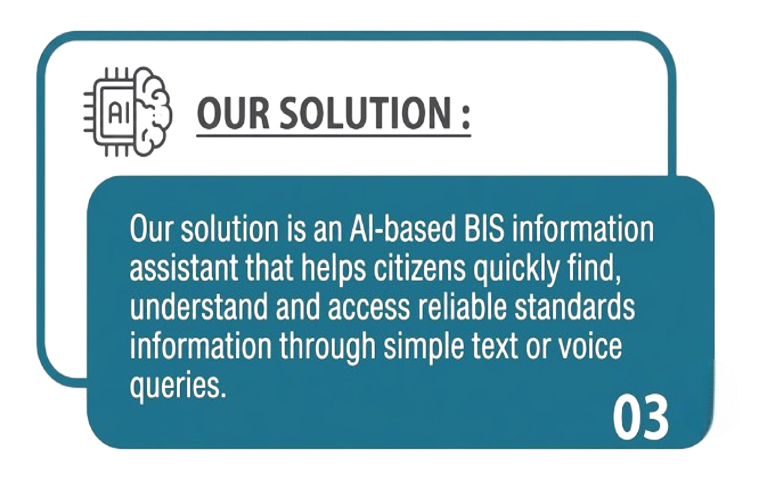 AI
OUR SOLUTION :
Our solution is an AI-based BIS information
assistant that helps citizens quickly find,
understand and access reliable standards
information through simple text or voice
queries.
03